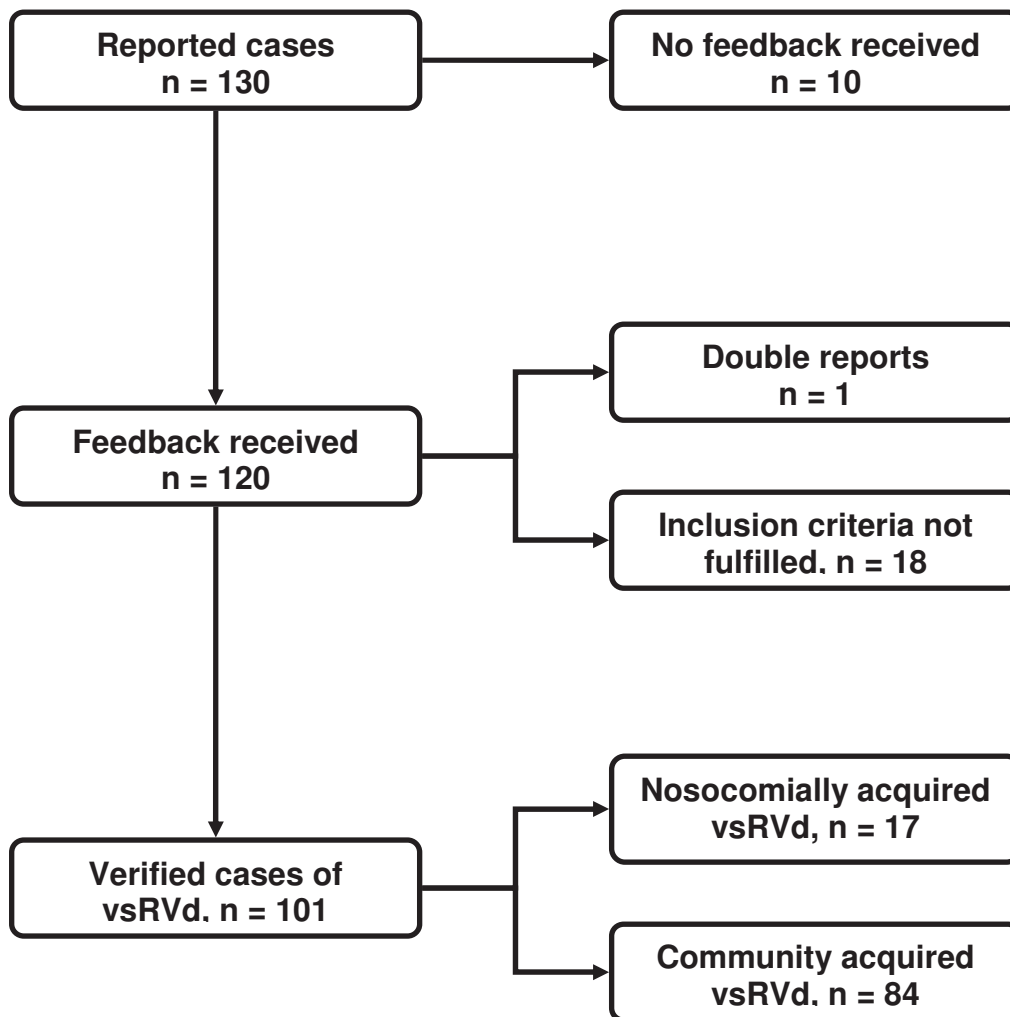 Reported cases
n = 130
No feedback received
n = 10
Double reports
n = 1
Feedback received
n = 120
Inclusion criteria not
fulfilled, n = 18
Nosocomially acquired
vsRVd, n = 17
Verified cases of
vsRVd, n = 101
Community acquired
vsRVd, n = 84